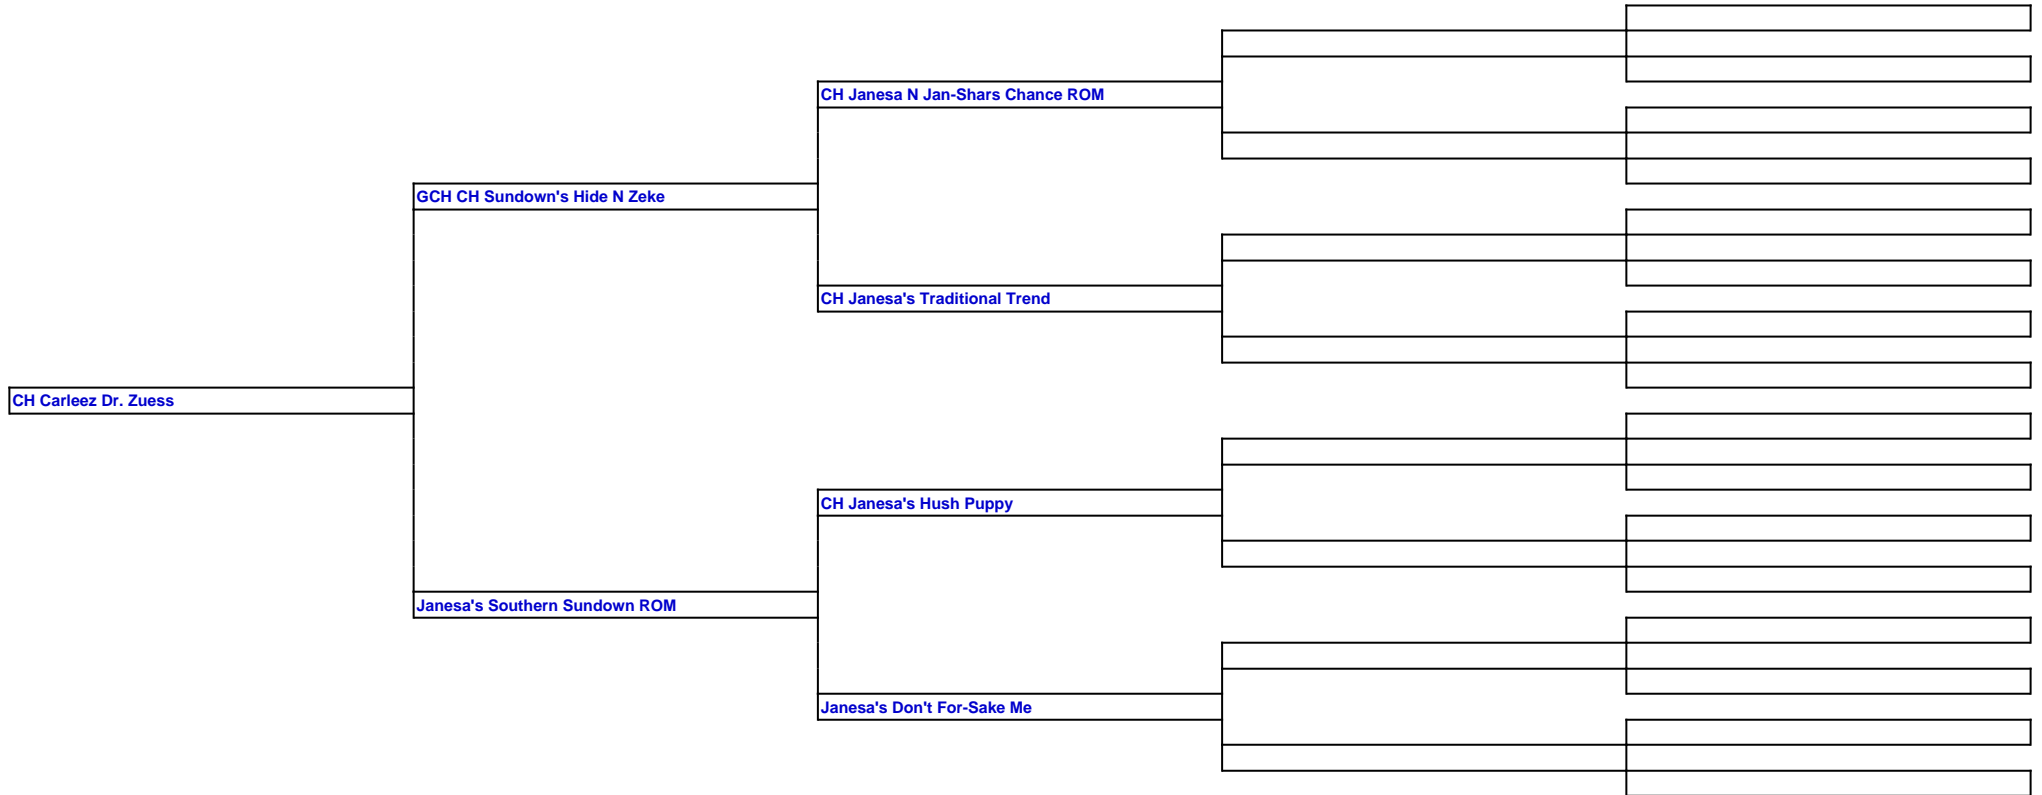 CH Janesa N Jan-Shars Chance ROM
GCH CH Sundown's Hide N Zeke
CH Janesa's Traditional Trend
CH Carleez Dr. Zuess
CH Janesa's Hush Puppy
Janesa's Southern Sundown ROM
Janesa's Don't For-Sake Me